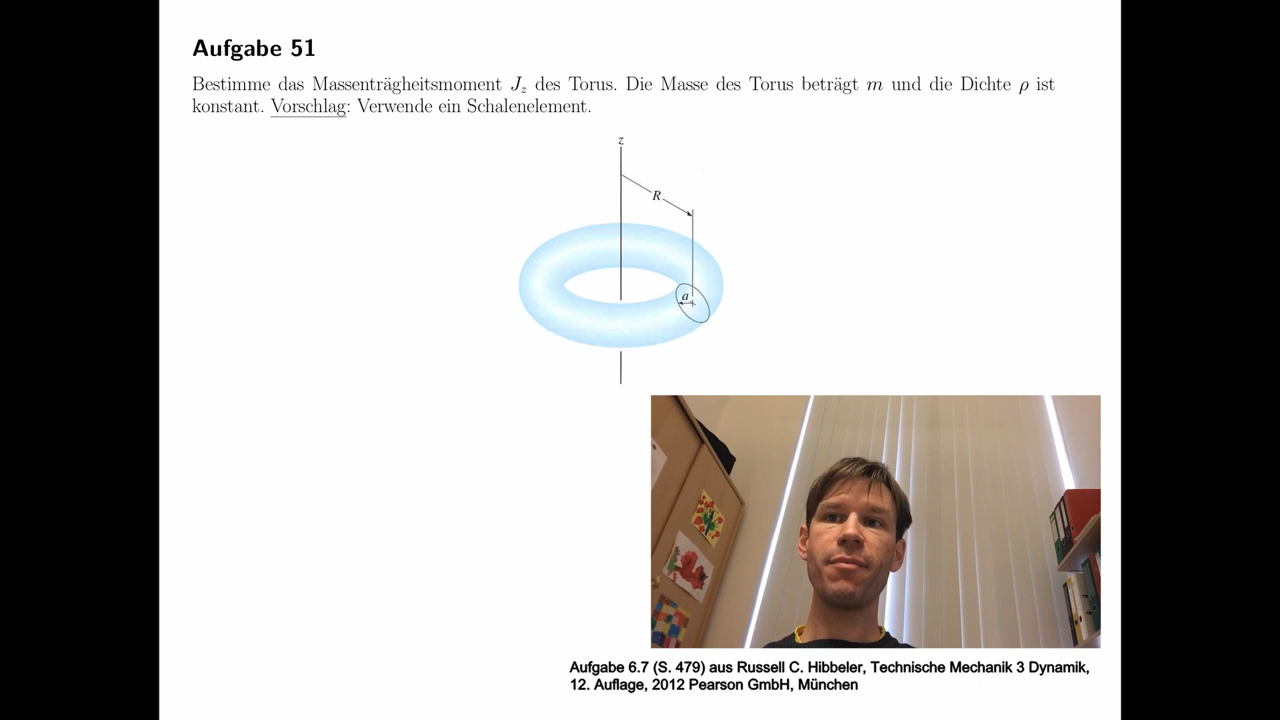 Aufgabe 51
Bestimme das Massenträgheitsmoment J_z des Torus. Die Masse des Torus beträgt m und die Dichte ρ ist
konstant. Vorschlag: Verwende ein Schalenelement.
z
R
a
Aufgabe 6.7 (S. 479) aus Russell C. Hibbeler, Technische Mechanik 3 Dynamik,
12. Auflage, 2012 Pearson GmbH, München